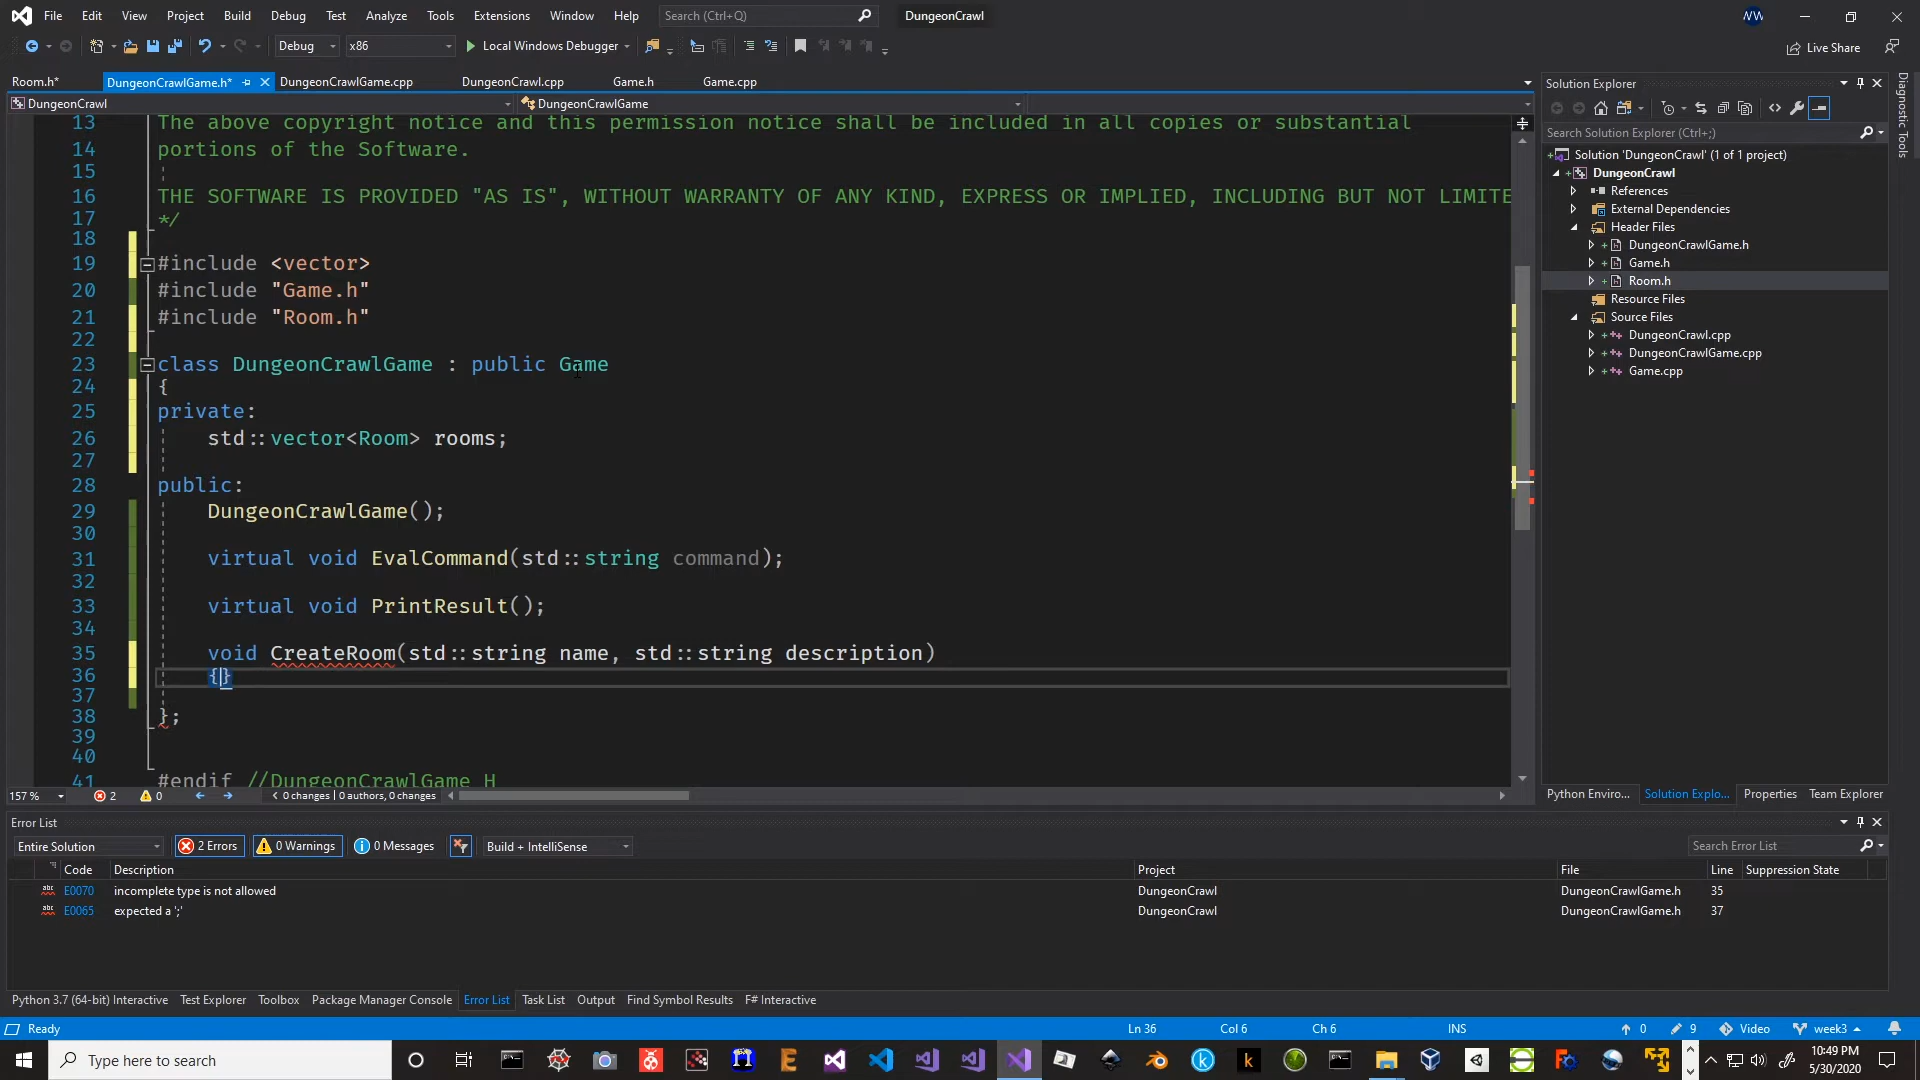 File Edit View Project Build Debug Test Analyze Tools Extensions Window Help Search (Ctrl+Q) DungeonCrawl
Debug x86 Local Windows Debugger Live Share
Room.h* DungeonCrawlGame.h* DungeonCrawlGame.cpp DungeonCrawl.cpp Game.h Game.cpp
DungeonCrawl DungeonCrawlGame
13 The above copyright notice and this permission notice shall be included in all copies or substantial
14 portions of the Software.
15
16 THE SOFTWARE IS PROVIDED "AS IS", WITHOUT WARRANTY OF ANY KIND, EXPRESS OR IMPLIED, INCLUDING BUT NOT LIMITE
17 */
18
19 #include <vector>
20 #include "Game.h"
21 #include "Room.h"
22
23 class DungeonCrawlGame : public Game
24 {
25 private:
26 std::vector<Room> rooms;
27
28 public:
29 DungeonCrawlGame();
30
31 virtual void EvalCommand(std::string command);
32
33 virtual void PrintResult();
34
35 void CreateRoom(std::string name, std::string description)
36 {}
37
38 };
39
40
41 #endif //DungeonCrawlGame_H
157 % 2 0 0 changes | 0 authors, 0 changes
Solution Explorer
Search Solution Explorer (Ctrl+;)
Solution 'DungeonCrawl' (1 of 1 project)
DungeonCrawl
References
External Dependencies
Header Files
DungeonCrawlGame.h
Game.h
Room.h
Resource Files
Source Files
DungeonCrawl.cpp
DungeonCrawlGame.cpp
Game.cpp
Python Enviro... Solution Explo... Properties Team Explorer
Diagnostic Tools
Error List
Entire Solution 2 Errors 0 Warnings 0 Messages Build + IntelliSense Search Error List
Code Description Project File Line Suppression State
E0070 incomplete type is not allowed DungeonCrawl DungeonCrawlGame.h 35
E0065 expected a ';' DungeonCrawl DungeonCrawlGame.h 37
Python 3.7 (64-bit) Interactive Test Explorer Toolbox Package Manager Console Error List Task List Output Find Symbol Results F# Interactive
Ready Ln 36 Col 6 Ch 6 INS 0 9 Video week3
Type here to search
10:49 PM
5/30/2020